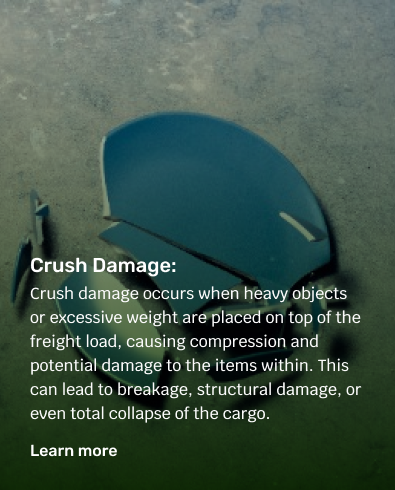 Crush Damage:
Crush damage occurs when heavy objects
or excessive weight are placed on top of the
freight load, causing compression and
potential damage to the items within. This
can lead to breakage, structural damage, or
even total collapse of the cargo.
Learn more